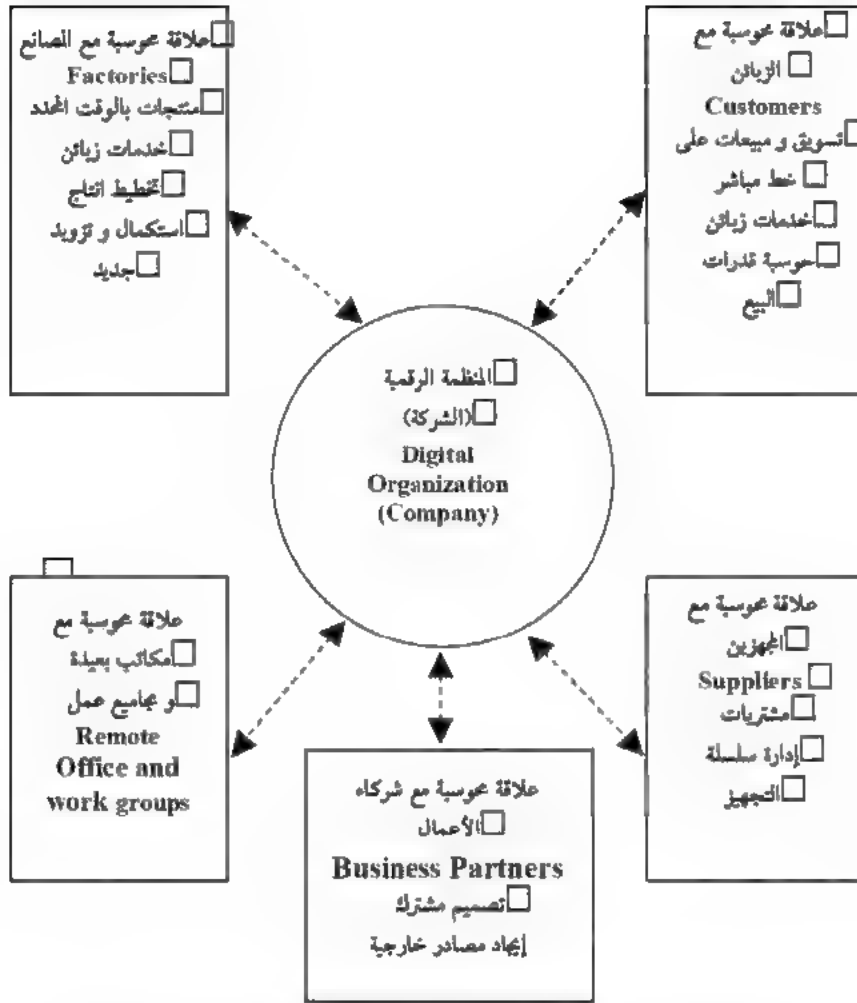 علاقة محوسبة مع
الزبائن
Customers
تسويق و مبيعات على
خط مباشر
خدمات زبائن
حوسبة قدرات
البيع
علاقة محوسبة مع المصانع
Factories
منتجات بالوقت المحدد
خدمات زبائن
تخطيط انتاج
استكمال و تزويد
جديد
المنظمة الرقمية
(الشركة)
Digital
Organization
(Company)
علاقة محوسبة مع
المجهزين
Suppliers
مشتريات
إدارة سلسلة
التجهيز
علاقة محوسبة مع شركاء
الأعمال
Business Partners
تصميم مشترك
إيجاد مصادر خارجية
علاقة محوسبة مع
مكاتب بعيدة
و مجاميع عمل
Remote
Office and
work groups